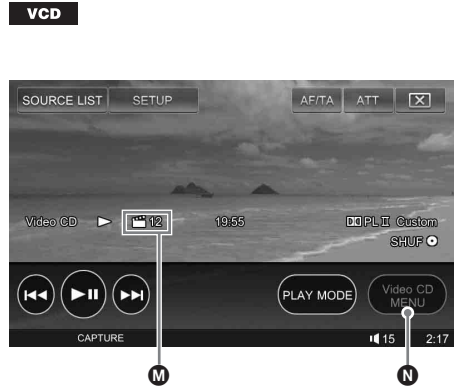 VCD
SOURCE LIST SETUP AF/TA ATT
Video CD 12 19:55 PL II Custom
SHUF
PLAY MODE Video CD MENU
CAPTURE 15 2:17
M N